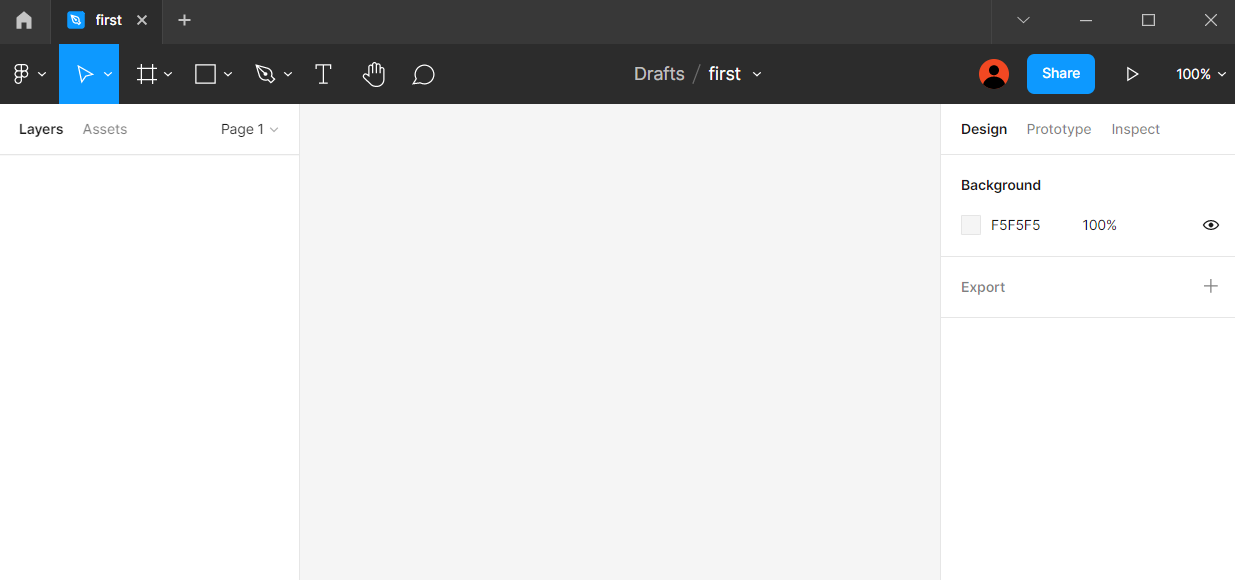 first
Drafts / first
Share
100%
Layers
Assets
Page 1
Design
Prototype
Inspect
Background
F5F5F5
100%
Export